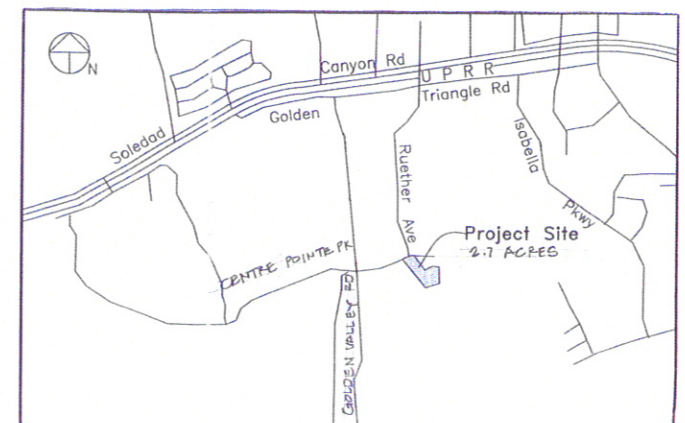 N
Canyon Rd
UPRR
Triangle Rd
Golden
Soledad
Isabella
Pkwy
Ruether Ave
Project Site
2.7 ACRES
CENTRE POINTE PK
GOLDEN VALLEY RD